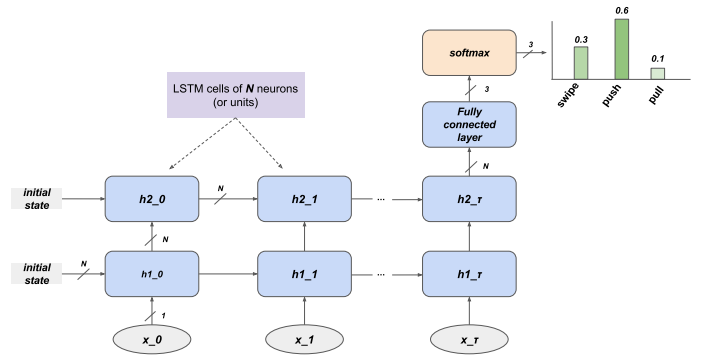 softmax
3
0.3
0.6
0.1
swipe
push
pull
3
LSTM cells of N neurons
(or units)
Fully
connected
layer
N
initial
state
h2_0
N
h2_1
...
h2_τ
N
initial
state
N
h1_0
h1_1
...
h1_τ
1
x_0
x_1
x_τ